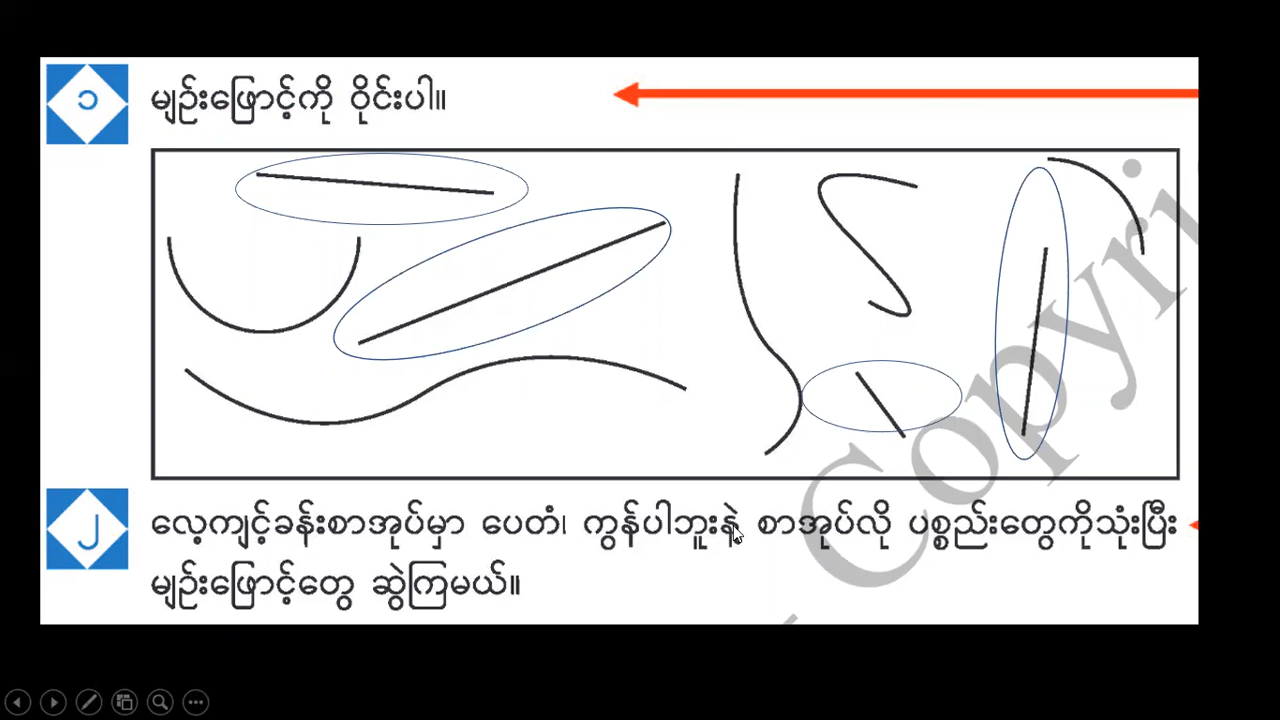 ၁ မျဉ်းဖြောင့်ကို ဝိုင်းပါ။
၂ လေ့ကျင့်ခန်းစာအုပ်မှာ ပေတံ၊ ကွန်ပါဘူးနဲ့ စာအုပ်လို ပစ္စည်းတွေကိုသုံးပြီး
မျဉ်းဖြောင့်တွေ ဆွဲကြမယ်။
Copyri